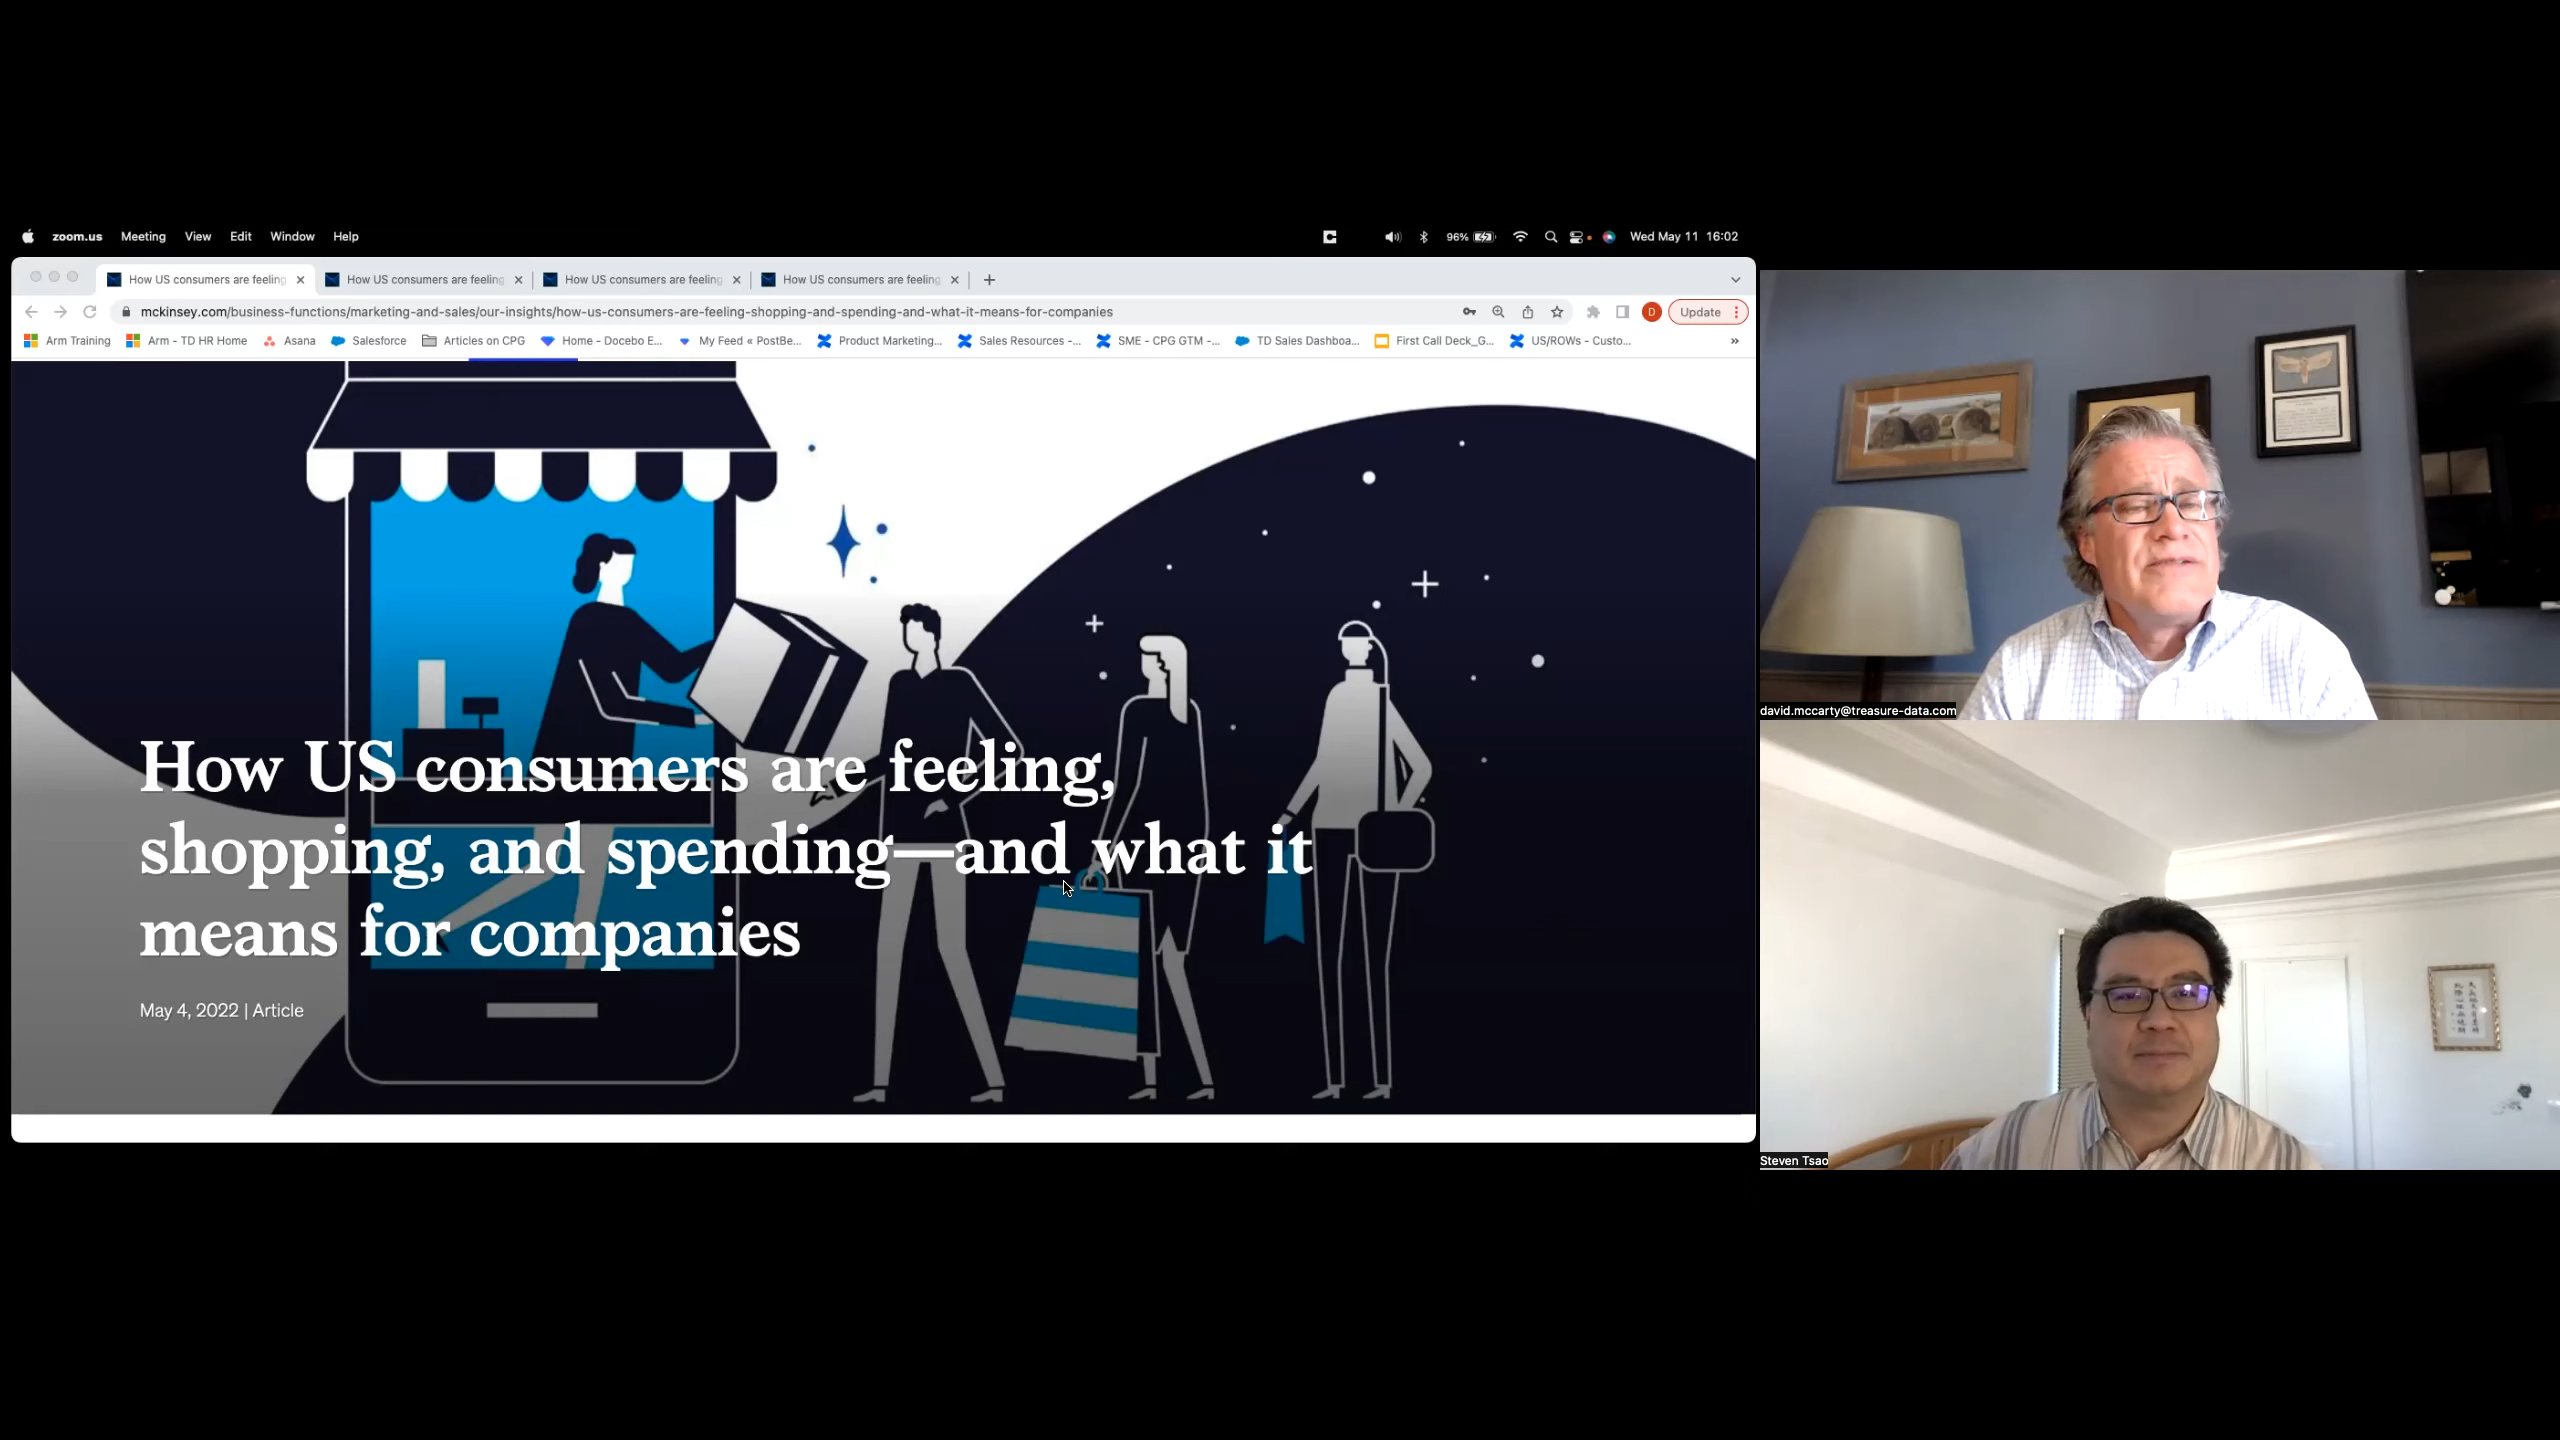 zoom.us Meeting View Edit Window Help
96% Wed May 11 16:02
How US consumers are feeling
How US consumers are feeling
How US consumers are feeling
How US consumers are feeling
mckinsey.com/business-functions/marketing-and-sales/our-insights/how-us-consumers-are-feeling-shopping-and-spending-and-what-it-means-for-companies
D Update
Arm Training Arm - TD HR Home Asana Salesforce Articles on CPG Home - Docebo E... My Feed « PostBe... Product Marketing... Sales Resources -... SME - CPG GTM -... TD Sales Dashboa... First Call Deck_G... US/ROWs - Custo... »
How US consumers are feeling,
shopping, and spending—and what it
means for companies
May 4, 2022 | Article
david.mccarty@treasure-data.com
Steven Tsao